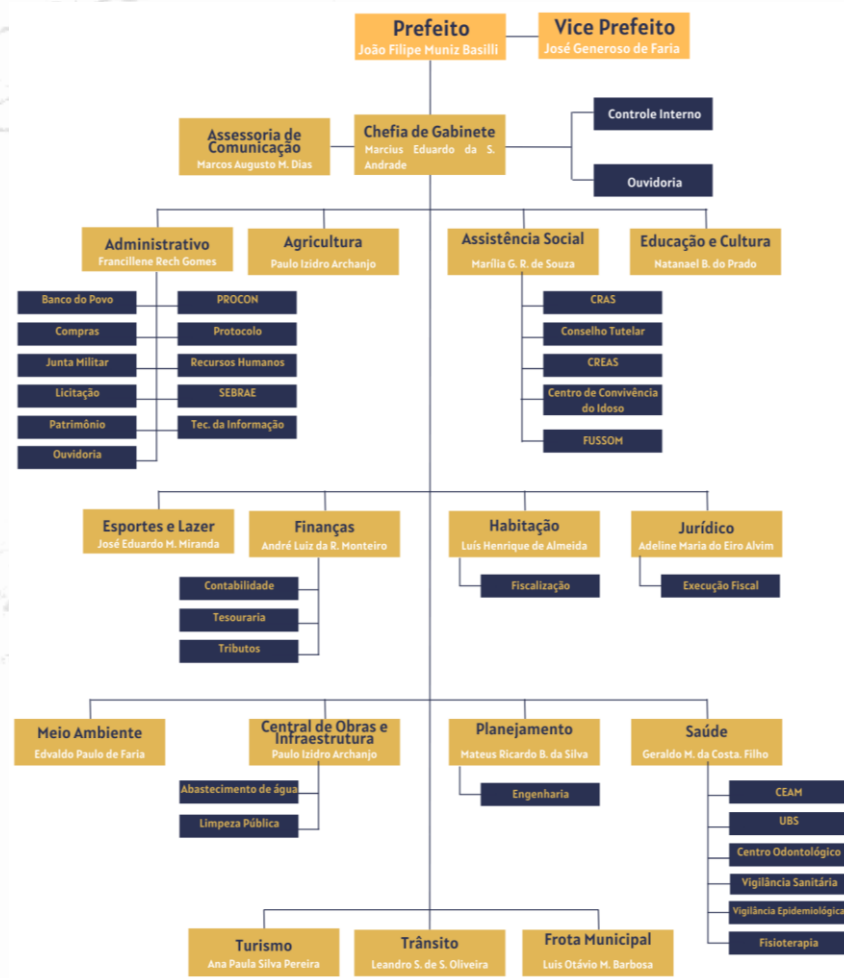 Prefeito
João Filipe Muniz Basilli
Vice Prefeito
José Generoso de Faria
Assessoria de
Comunicação
Marcos Augusto M. Dias
Chefia de Gabinete
Marcius Eduardo da S.
Andrade
Controle Interno
Ouvidoria
Administrativo
Francillene Rech Gomes
Agricultura
Paulo Izidro Archanjo
Assistência Social
Marília G. R. de Souza
Educação e Cultura
Natanael B. do Prado
Banco do Povo
PROCON
Compras
Protocolo
Junta Militar
Recursos Humanos
Licitação
SEBRAE
Patrimônio
Tec. da Informação
Ouvidoria
CRAS
Conselho Tutelar
CREAS
Centro de Convivência
do Idoso
FUSSOM
Esportes e Lazer
José Eduardo M. Miranda
Finanças
André Luiz da R. Monteiro
Habitação
Luís Henrique de Almeida
Jurídico
Adeline Maria do Eiro Alvim
Contabilidade
Tesouraria
Tributos
Fiscalização
Execução Fiscal
Meio Ambiente
Edvaldo Paulo de Faria
Central de Obras e
Infraestrutura
Paulo Izidro Archanjo
Planejamento
Mateus Ricardo B. da Silva
Saúde
Geraldo M. da Costa. Filho
Abastecimento de água
Limpeza Pública
Engenharia
CEAM
UBS
Centro Odontológico
Vigilância Sanitária
Vigilância Epidemiológica
Fisioterapia
Turismo
Ana Paula Silva Pereira
Trânsito
Leandro S. de S. Oliveira
Frota Municipal
Luis Otávio M. Barbosa